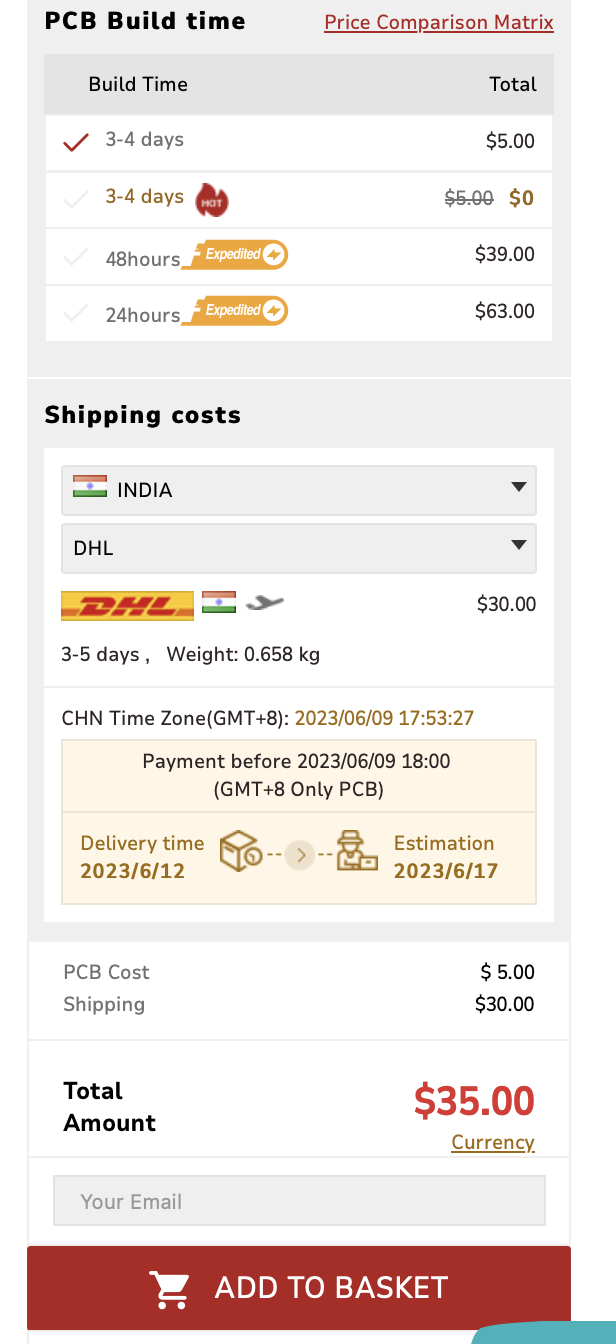 PCB Build time Price Comparison Matrix
Build Time Total
3-4 days $5.00
3-4 days HOT $5.00 $0
48hours Expedited $39.00
24hours Expedited $63.00
Shipping costs
INDIA
DHL
DHL $30.00
3-5 days , Weight: 0.658 kg
CHN Time Zone(GMT+8): 2023/06/09 17:53:27
Payment before 2023/06/09 18:00
(GMT+8 Only PCB)
Delivery time Estimation
2023/6/12 2023/6/17
PCB Cost $ 5.00
Shipping $30.00
Total
Amount $35.00
Currency
Your Email
ADD TO BASKET